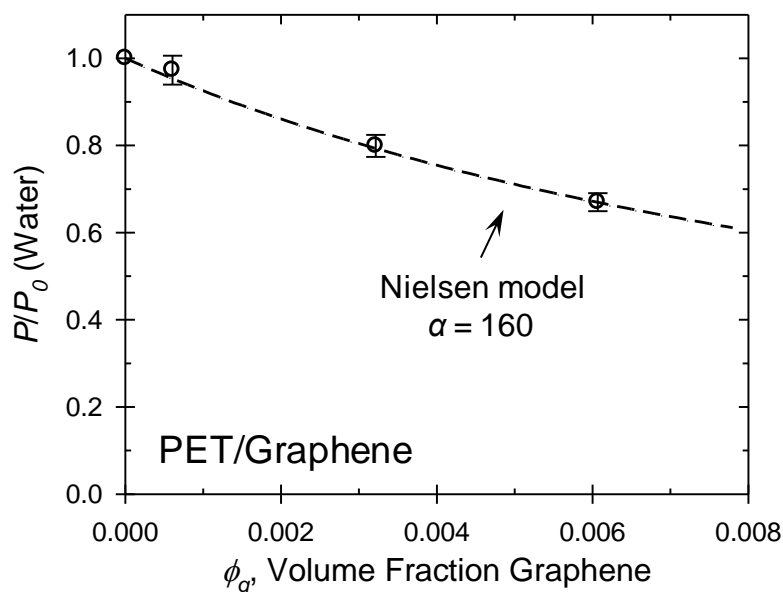 1.0
0.8
0.6
0.4
0.2
0.0
P/P₀ (Water)
Nielsen model
α = 160
PET/Graphene
0.000 0.002 0.004 0.006 0.008
ϕg, Volume Fraction Graphene